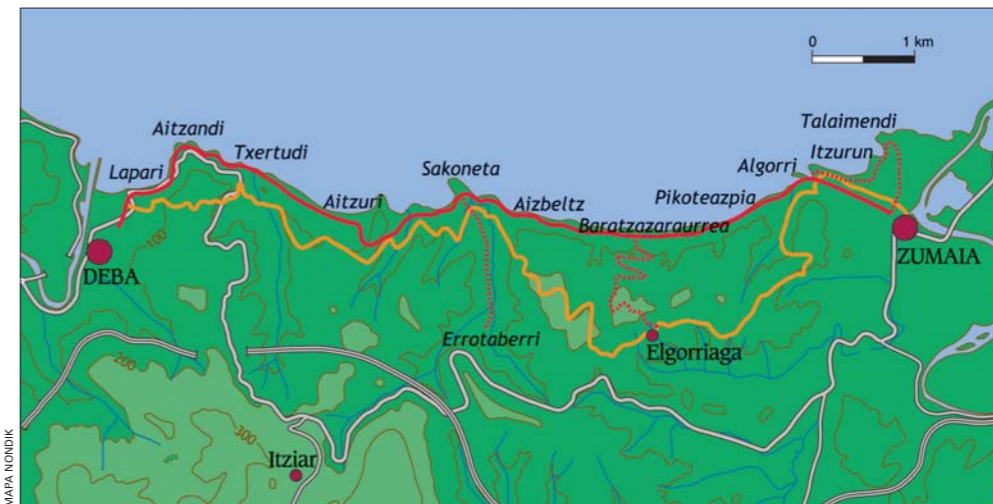 0 1 km
Talaimendi
Itzurun
Aitzandi
Txertudi
Lapari
Sakoneta
Algorri
Aitzuri
Aizbeltz
Pikoteazpia
Baratzazaraurrea
DEBA
100
ZUMAIA
Errotaberri
Elgorriaga
200
300
Itziar
MAPA NONDIK